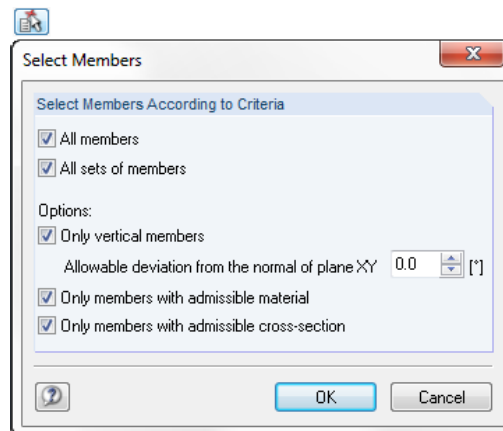 Select Members
Select Members According to Criteria
All members
All sets of members
Options:
Only vertical members
Allowable deviation from the normal of plane XY 0.0 [°]
Only members with admissible material
Only members with admissible cross-section
OK Cancel